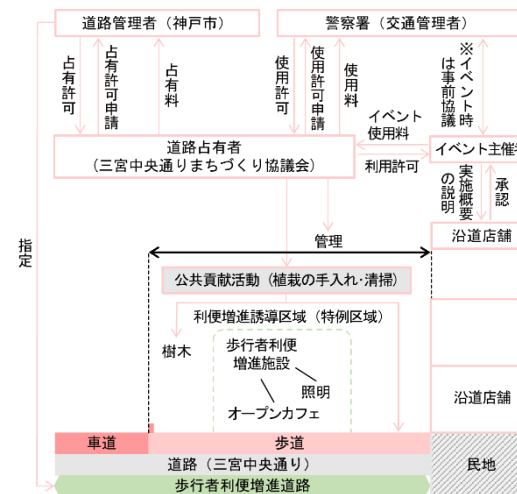 道路管理者（神戸市）
警察署（交通管理者）
占有許可
占有許可申請
占有料
使用許可
使用許可申請
使用料
※イベント時
は事前協議
イベント
使用料
道路占有者
（三宮中央通りまちづくり協議会）
利用許可
イベント主催者
実施概要
の説明
承認
指定
管理
沿道店舗
公共貢献活動（植栽の手入れ･清掃）
利便増進誘導区域（特例区域）
樹木
歩行者利便
増進施設
照明
オープンカフェ
沿道店舗
車道
歩道
道路（三宮中央通り）
民地
歩行者利便増進道路